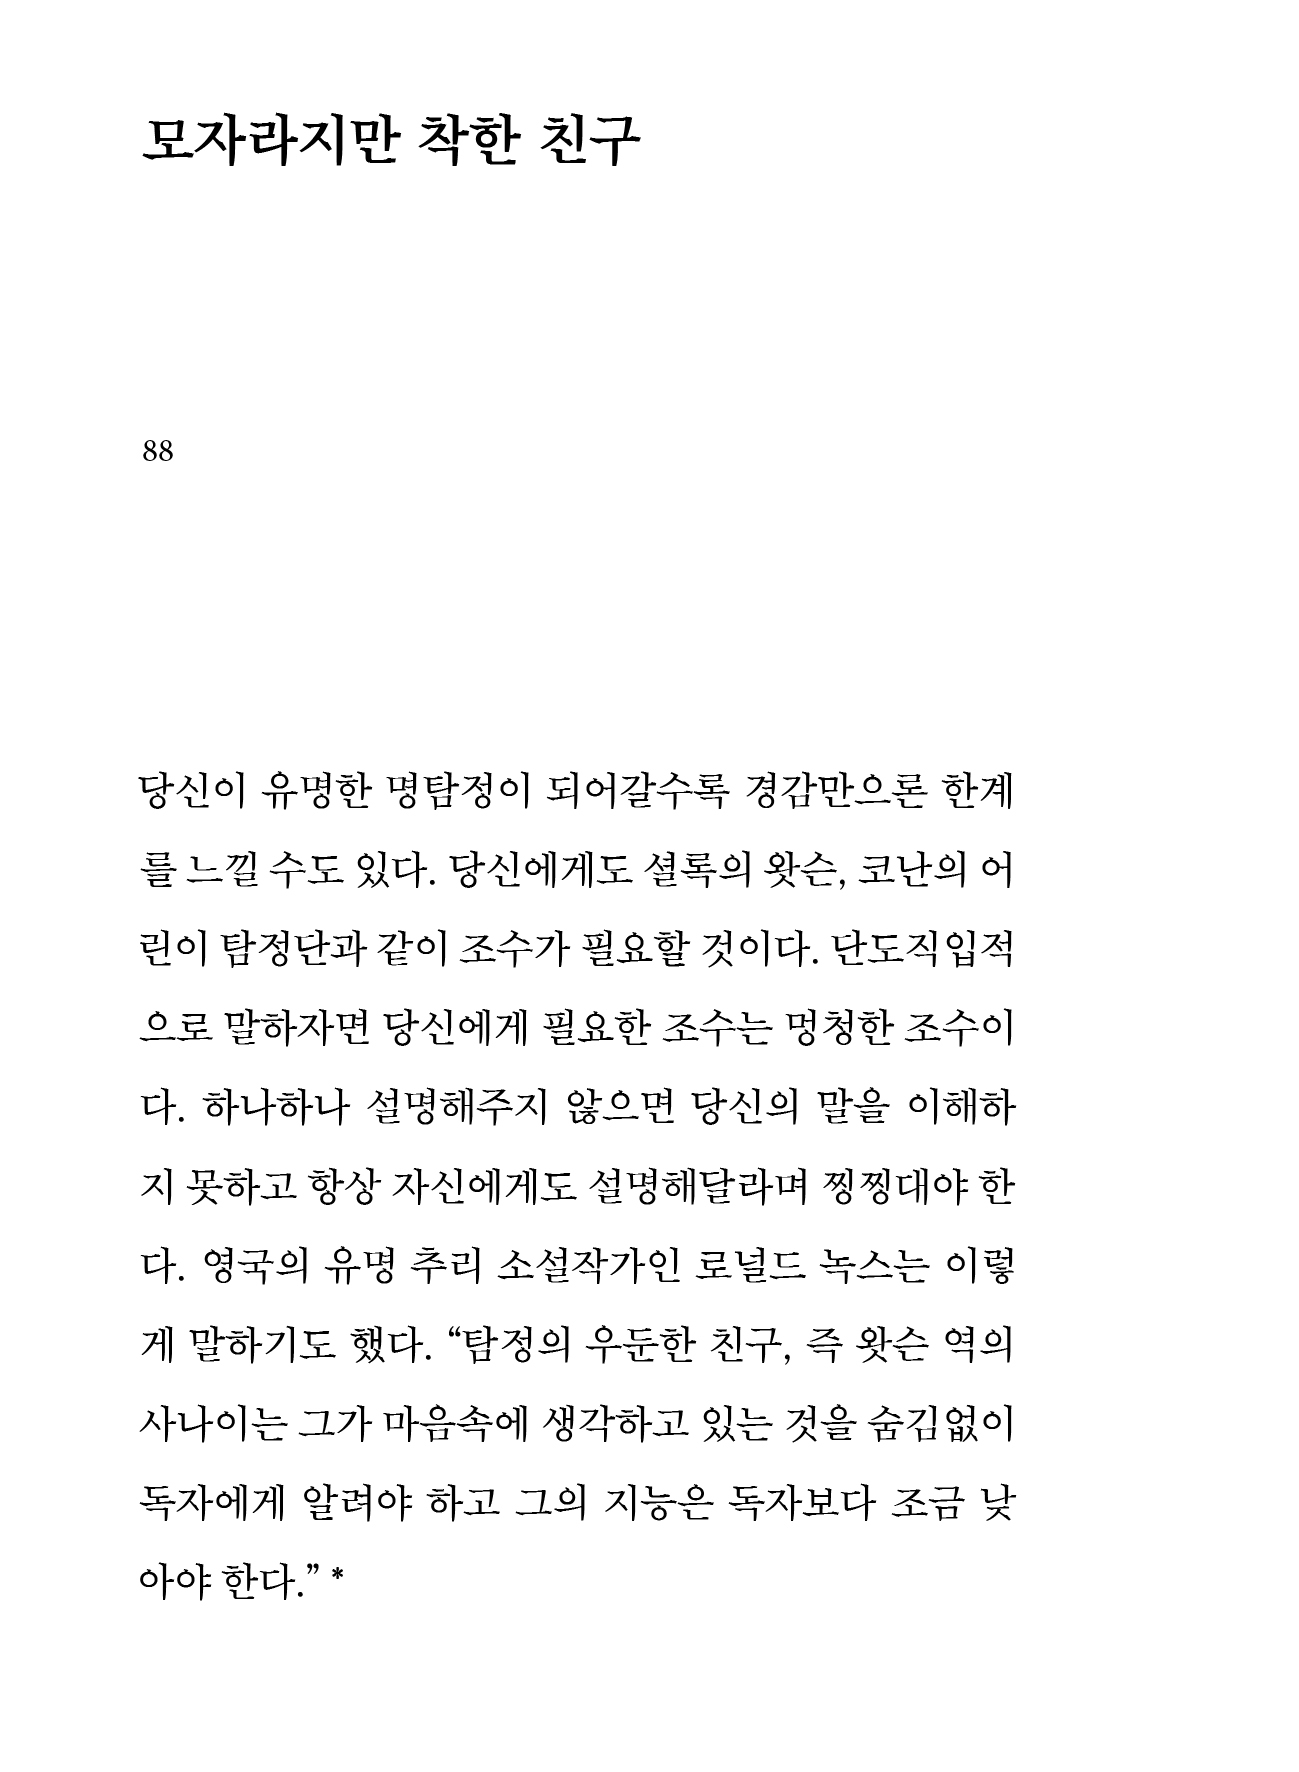 모자라지만 착한 친구
88
당신이 유명한 명탐정이 되어갈수록 경감만으론 한계
를 느낄 수도 있다. 당신에게도 셜록의 왓슨, 코난의 어
린이 탐정단과 같이 조수가 필요할 것이다. 단도직입적
으로 말하자면 당신에게 필요한 조수는 멍청한 조수이
다. 하나하나 설명해주지 않으면 당신의 말을 이해하
지 못하고 항상 자신에게도 설명해달라며 찡찡대야 한
다. 영국의 유명 추리 소설작가인 로널드 녹스는 이렇
게 말하기도 했다. “탐정의 우둔한 친구, 즉 왓슨 역의
사나이는 그가 마음속에 생각하고 있는 것을 숨김없이
독자에게 알려야 하고 그의 지능은 독자보다 조금 낮
아야 한다.” *